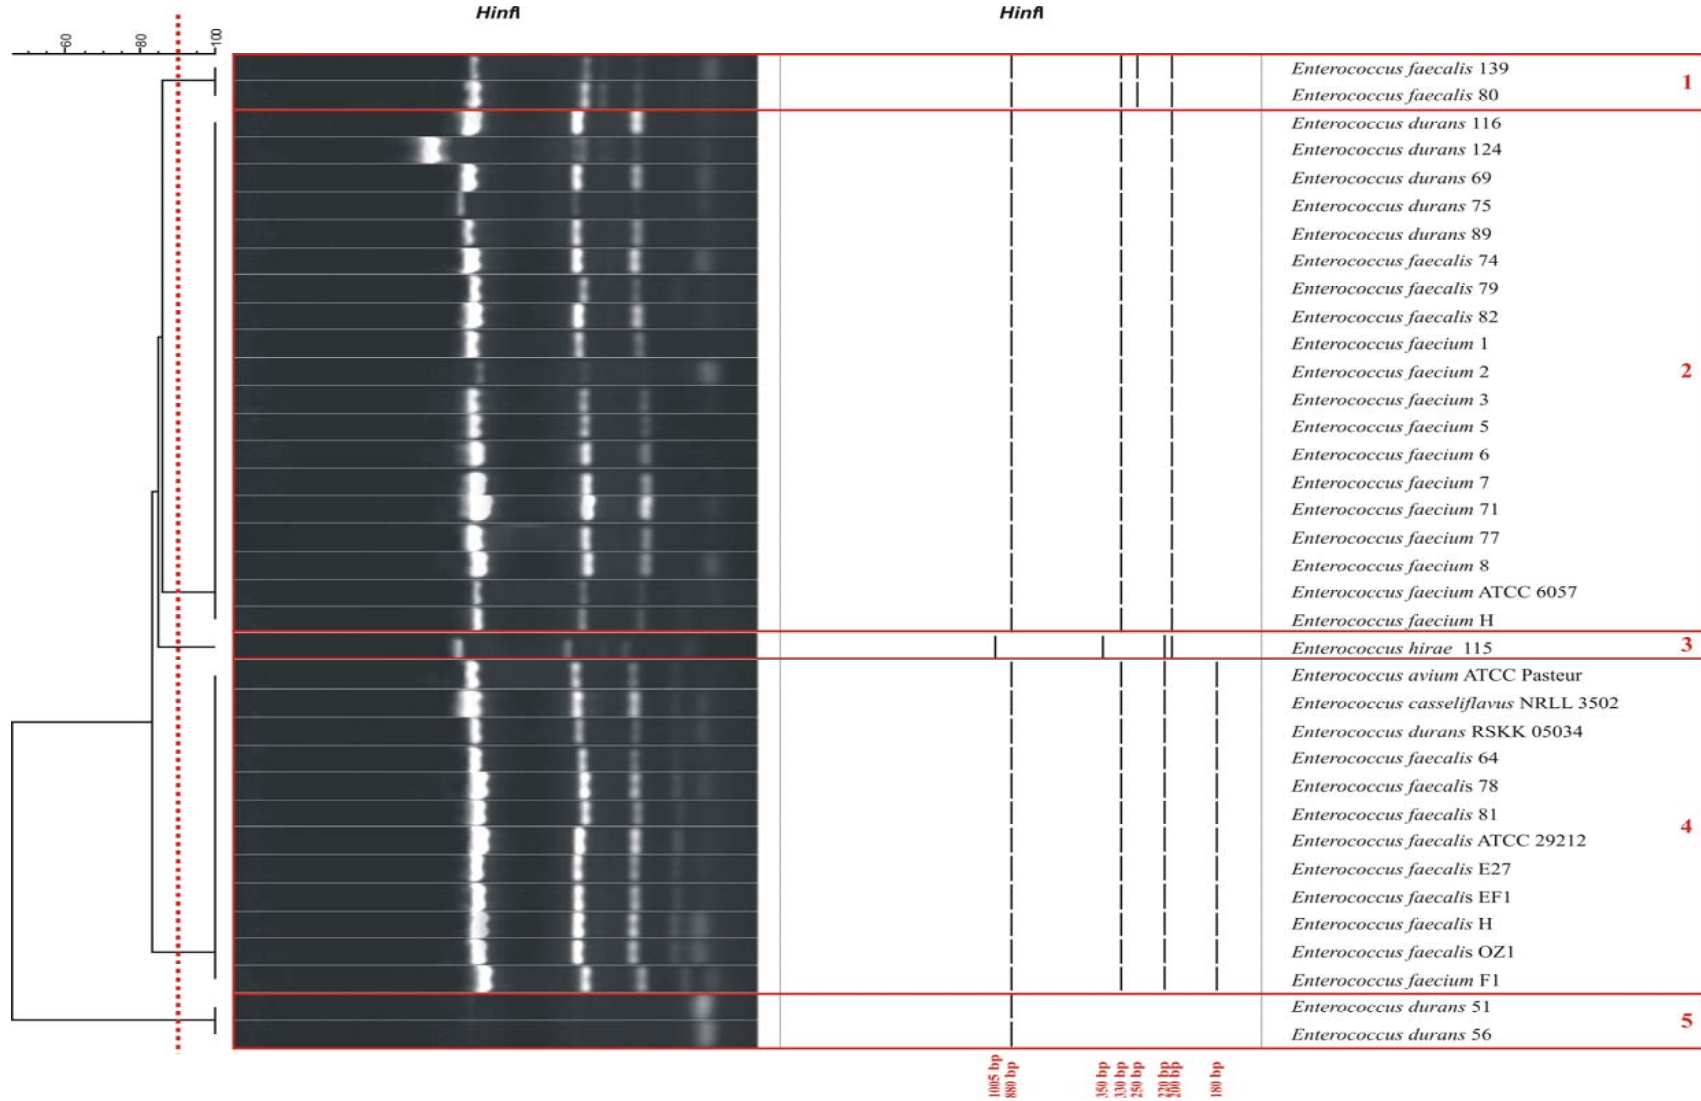 HinfI HinfI
60 80 100
Enterococcus faecalis 139
1
Enterococcus faecalis 80
Enterococcus durans 116
Enterococcus durans 124
Enterococcus durans 69
Enterococcus durans 75
Enterococcus durans 89
Enterococcus faecalis 74
Enterococcus faecalis 79
Enterococcus faecalis 82
Enterococcus faecium 1
Enterococcus faecium 2
2
Enterococcus faecium 3
Enterococcus faecium 5
Enterococcus faecium 6
Enterococcus faecium 7
Enterococcus faecium 71
Enterococcus faecium 77
Enterococcus faecium 8
Enterococcus faecium ATCC 6057
Enterococcus faecium H
Enterococcus hirae 115
3
Enterococcus avium ATCC Pasteur
Enterococcus casseliflavus NRLL 3502
Enterococcus durans RSKK 05034
Enterococcus faecalis 64
Enterococcus faecalis 78
Enterococcus faecalis 81
4
Enterococcus faecalis ATCC 29212
Enterococcus faecalis E27
Enterococcus faecalis EF1
Enterococcus faecalis H
Enterococcus faecalis OZ1
Enterococcus faecium F1
Enterococcus durans 51
5
Enterococcus durans 56
1005 bp
880 bp
350 bp
330 bp
250 bp
220 bp
200 bp
180 bp